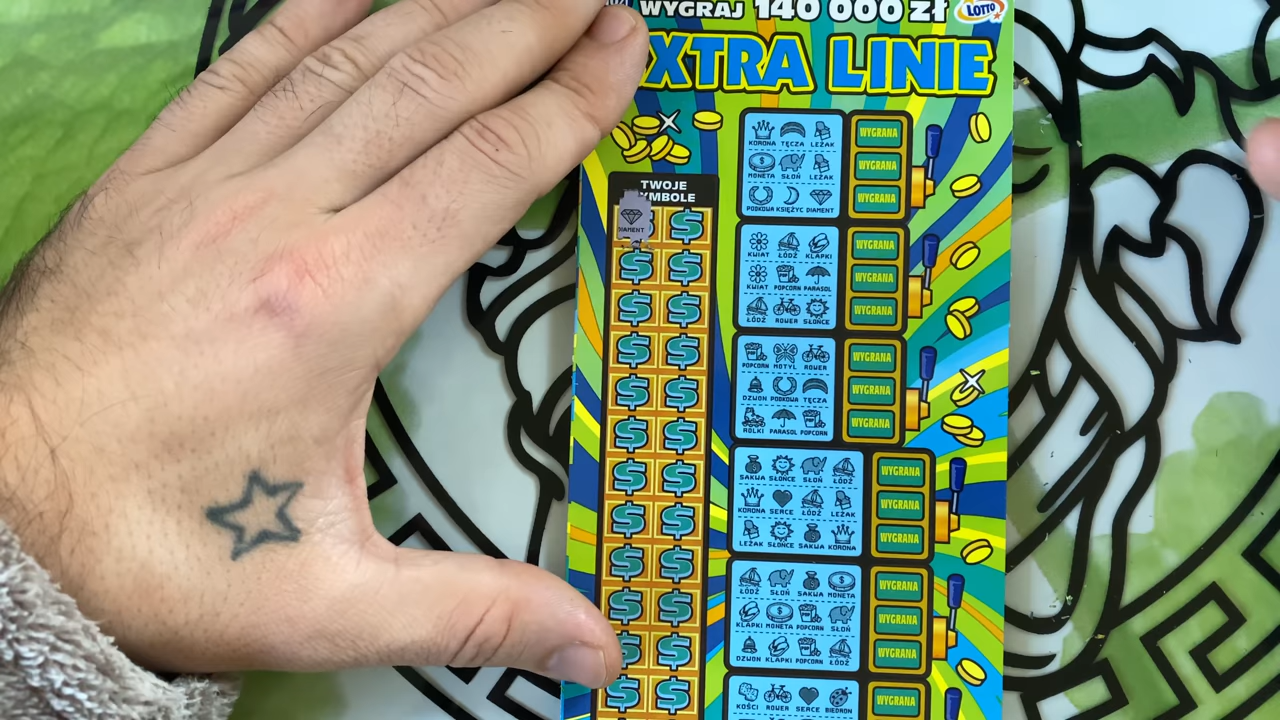 WYGRAJ 140 000 zł
LOTTO
XTRA LINIE
KORONA TĘCZA LEŻAK
WYGRANA
MONETA SŁOŃ LEŻAK
WYGRANA
PODKOWA KSIĘŻYC DIAMENT
WYGRANA
TWOJE
YMBOLE
KWIAT ŁÓDŹ KLAPKI
WYGRANA
KWIAT POPCORN PARASOL
WYGRANA
ŁÓDŹ ROWER SŁOŃCE
WYGRANA
POPCORN MOTYL ROWER
WYGRANA
DZWON PODKOWA TĘCZA
WYGRANA
ROLKI PARASOL POPCORN
WYGRANA
SAKWA SŁOŃCE SŁOŃ ŁÓDŹ
WYGRANA
KORONA SERCE ŁÓDŹ LEŻAK
WYGRANA
LEŻAK SŁOŃCE SAKWA KORONA
WYGRANA
ŁÓDŹ SŁOŃ SAKWA MONETA
WYGRANA
KLAPKI MONETA POPCORN SŁOŃ
WYGRANA
DZWON KLAPKI POPCORN ŁÓDŹ
WYGRANA
KOŚCI ROWER SERCE BIEDRON
WYGRANA